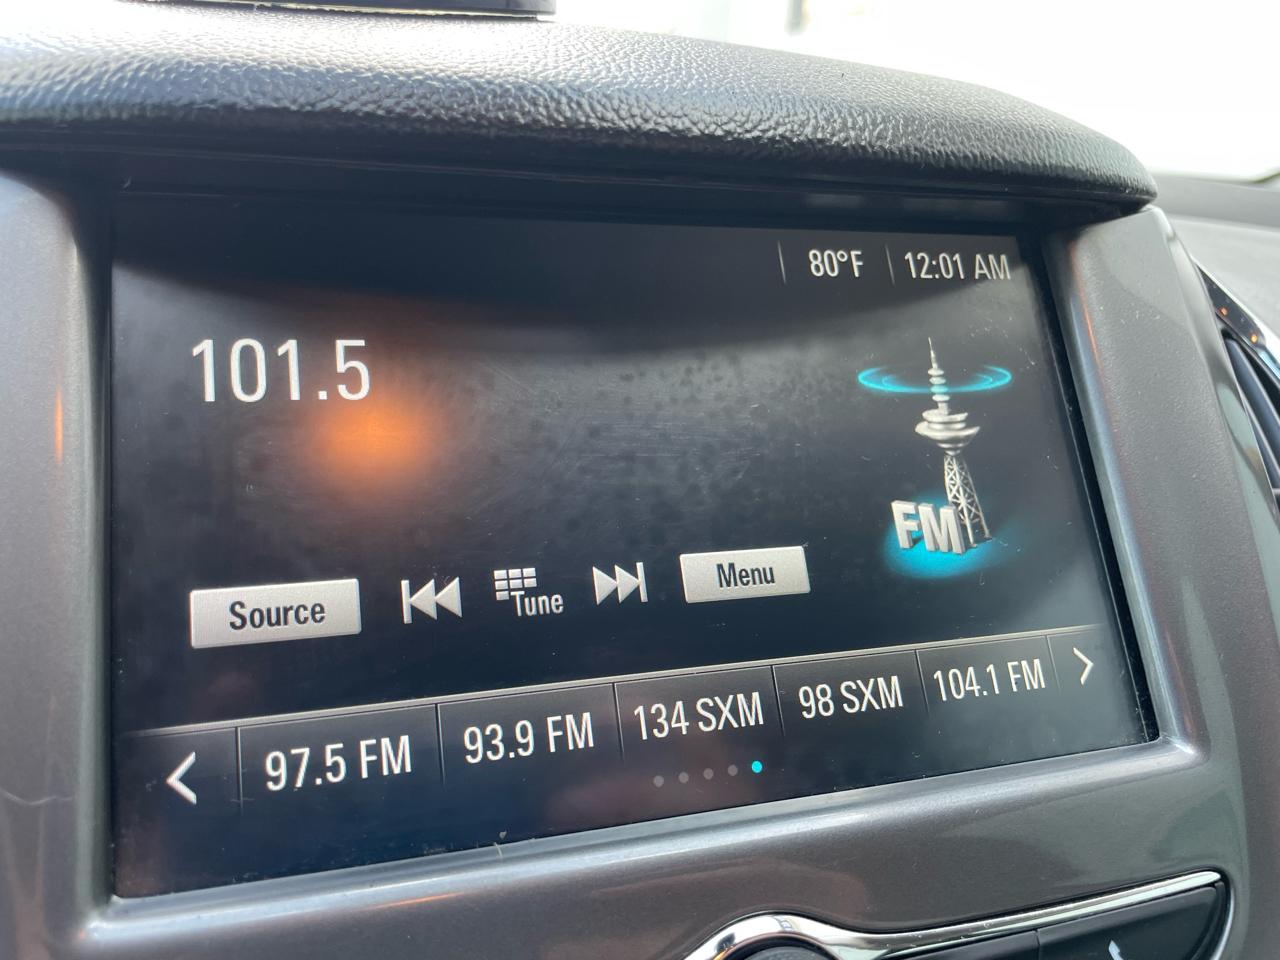 80°F 12:01 AM
101.5
FM
Source Tune Menu
97.5 FM 93.9 FM 134 SXM 98 SXM 104.1 FM